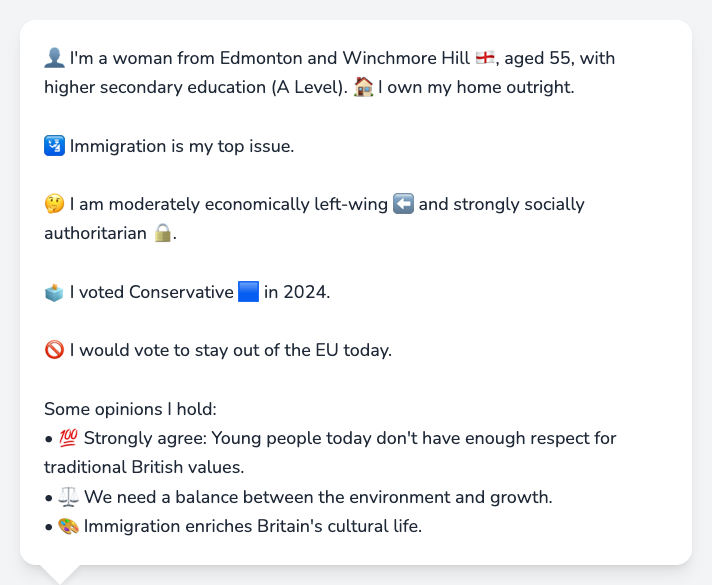 👤 I'm a woman from Edmonton and Winchmore Hill 🏴󠁧󠁢󠁥󠁮󠁧󠁿, aged 55, with
higher secondary education (A Level). 🏠 I own my home outright.
🛂 Immigration is my top issue.
🤔 I am moderately economically left-wing ⬅️ and strongly socially
authoritarian 🔒.
🗳️ I voted Conservative 🟦 in 2024.
🚫 I would vote to stay out of the EU today.
Some opinions I hold:
• 💯 Strongly agree: Young people today don't have enough respect for
traditional British values.
• ⚖️ We need a balance between the environment and growth.
• 🎨 Immigration enriches Britain's cultural life.